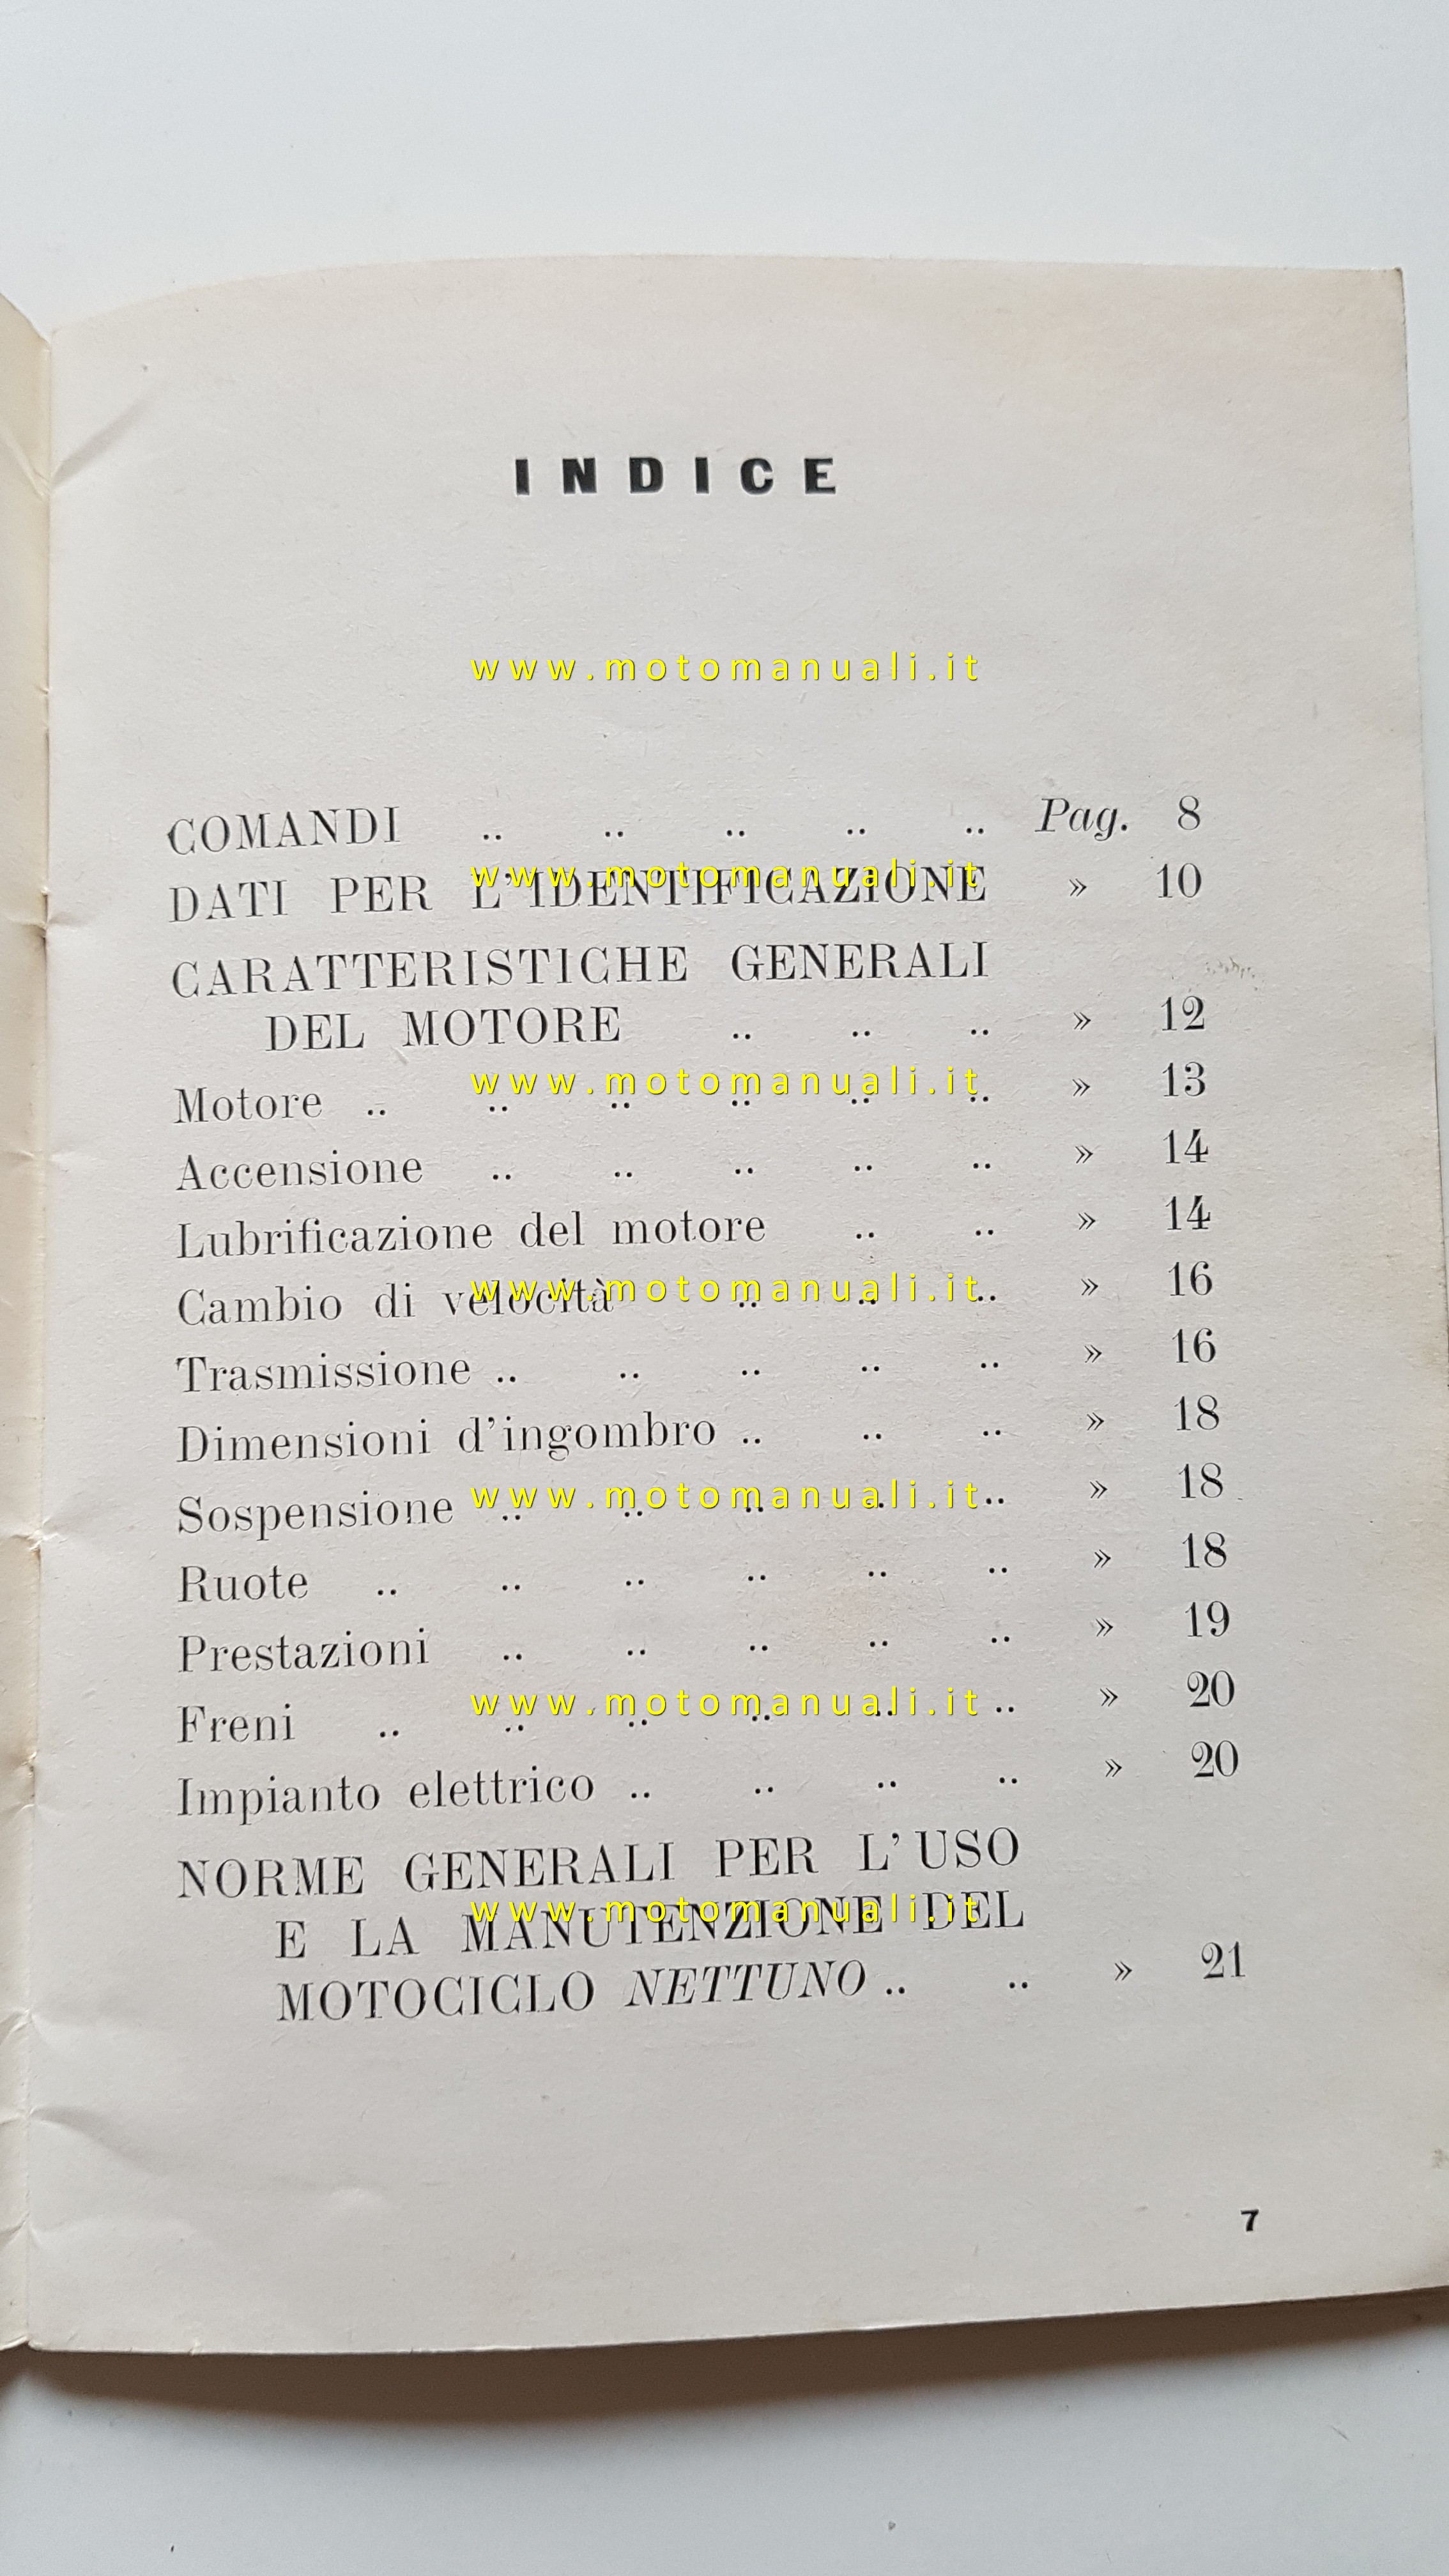 INDICE
www.motomanuali.it
COMANDI .. .. .. .. .. Pag. 8
www.motomanuali.it
DATI PER L'IDENTIFICAZIONE » 10
CARATTERISTICHE GENERALI
DEL MOTORE .. .. .. » 12
www.motomanuali.it
Motore .. .. .. .. .. .. » 13
Accensione .. .. .. .. .. » 14
Lubrificazione del motore .. .. » 14
www.motomanuali.it
Cambio di velocità .. .. .. » 16
Trasmissione .. .. .. .. .. » 16
Dimensioni d'ingombro .. .. .. » 18
www.motomanuali.it
Sospensione .. .. .. .. .. » 18
Ruote .. .. .. .. .. .. » 18
Prestazioni .. .. .. .. .. » 19
www.motomanuali.it
Freni .. .. .. .. .. .. » 20
Impianto elettrico .. .. .. .. » 20
NORME GENERALI PER L'USO
www.motomanuali.it
E LA MANUTENZIONE DEL
MOTOCICLO NETTUNO .. .. » 21
7